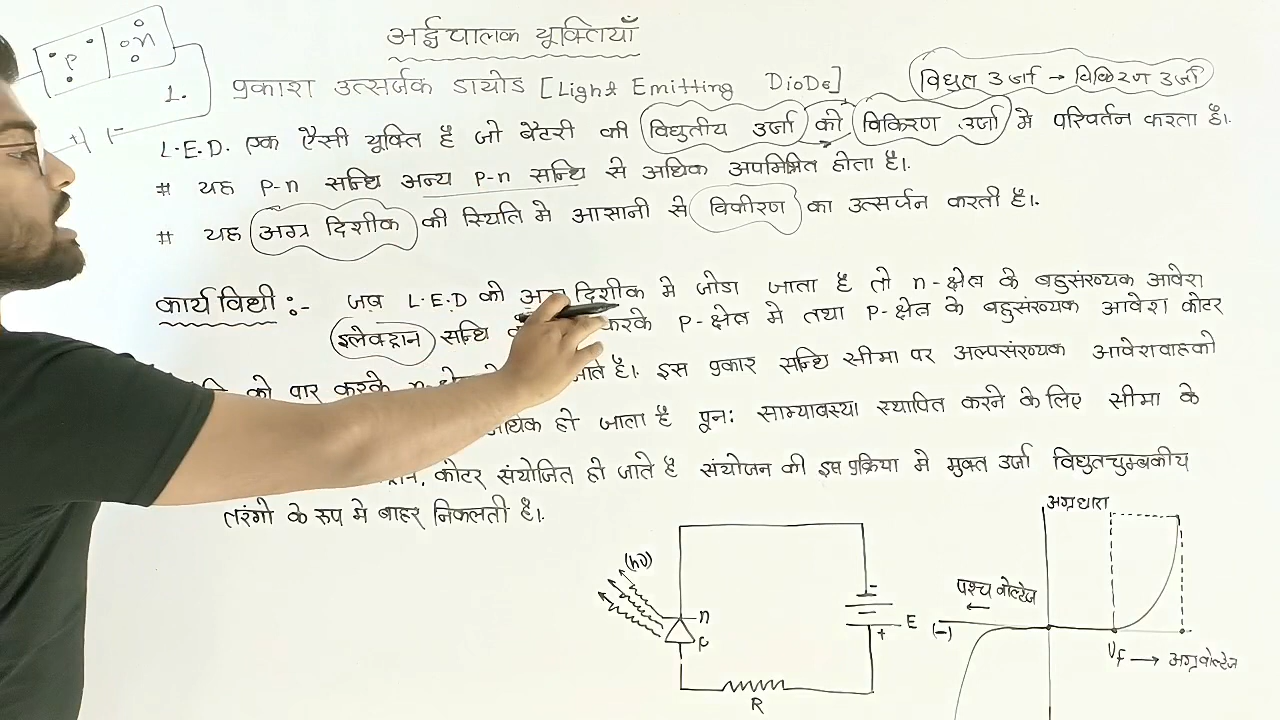 अर्द्धचालक युक्तियाँ
P n
1. प्रकाश उत्सर्जक डायोड [Light Emitting DioDe]
विधुत उर्जा → विकिरण उर्जा
+ -
L.E.D. एक ऐसी यूक्ति है जो बैटरी की विधुतीय उर्जा को विकिरण उर्जा मे परिवर्तन करता है।
# यह P-n सन्धि अन्य P-n सन्धि से अधिक अपमिश्रित होता है।
# यह अग्र दिशीक की स्थिति मे आसानी से विकीरण का उत्सर्जन करती है।
कार्य विधी :- जब L.E.D को अग्र दिशीक मे जोडा जाता है तो n-क्षेत्र के बहुसंख्यक आवेश
इलेक्ट्रान सन्धि करके P-क्षेत्र मे तथा P-क्षेत्र के बहुसंख्यक आवेश कोटर
को पार करके जाते है। इस प्रकार सन्धि सीमा पर अल्पसंख्यक आवेशवाहको
हो जाता है पून: साम्यावस्था स्थापित करने के लिए सीमा के
कोटर संयोजित हो जाते है संयोजन की इस प्रक्रिया मे मुक्त उर्जा विधुतचुम्बकीय
तरंगो के रूप मे बाहर निकलती है।
(hν)
n
P
- +
E
R
अग्रधारा
पश्च वोल्टेज
←
(-)
Vf → अग्रवोल्टेज